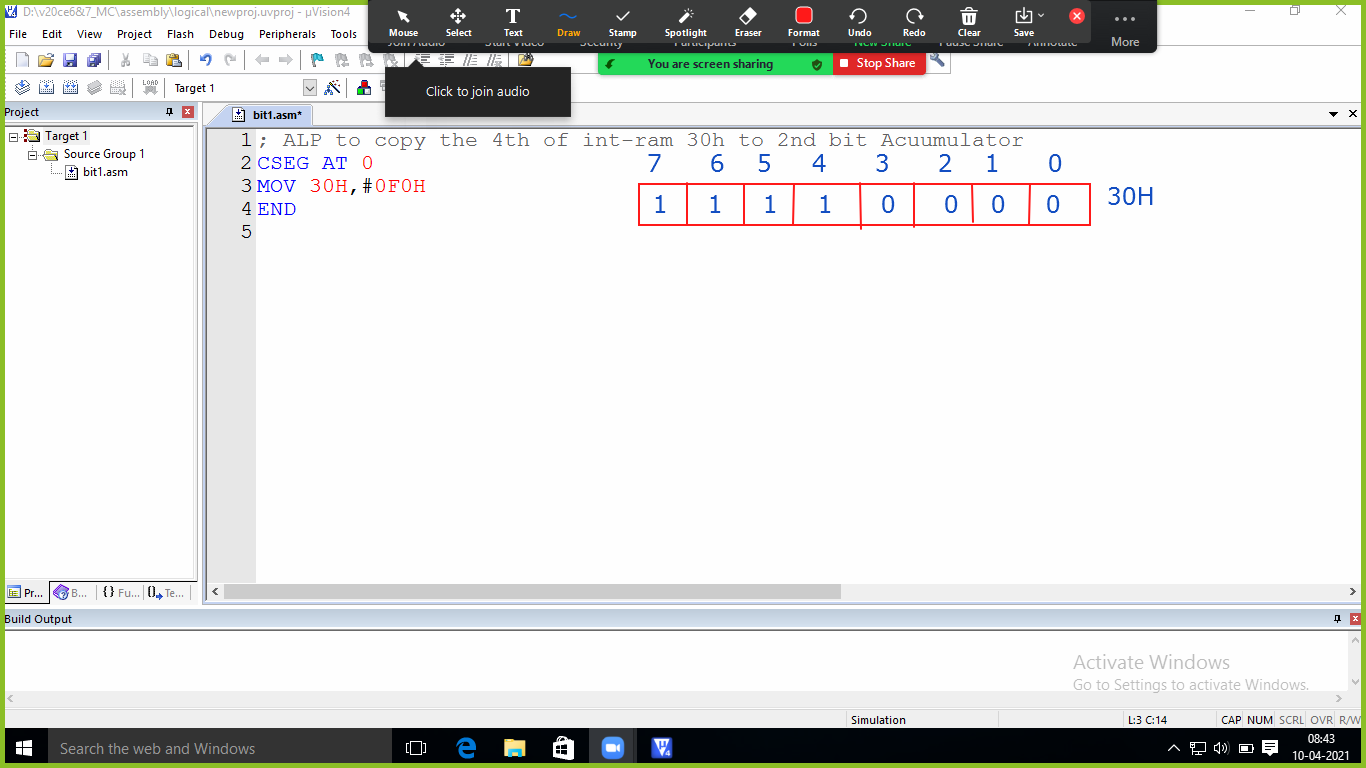 D:\v20ce6&7_MC\assembly\logical\newproj.uvproj - µVision4
Mouse Select Text Draw Stamp Spotlight Eraser Format Undo Redo Clear Save More
File Edit View Project Flash Debug Peripherals Tools
Join Audio Start Video Security Participants Polls New Share Pause Share Annotate
You are screen sharing Stop Share
Click to join audio
LOAD Target 1
Project
bit1.asm*
Target 1
Source Group 1
bit1.asm
1 ; ALP to copy the 4th of int-ram 30h to 2nd bit Acuumulator
2 CSEG AT 0
3 MOV 30H,#0F0H
4 END
5
7 6 5 4 3 2 1 0
1 1 1 1 0 0 0 0 30H
Pr... B... {} Fu... Te...
Build Output
Activate Windows
Go to Settings to activate Windows.
Simulation L:3 C:14 CAP NUM SCRL OVR R/W
Search the web and Windows
08:43
10-04-2021